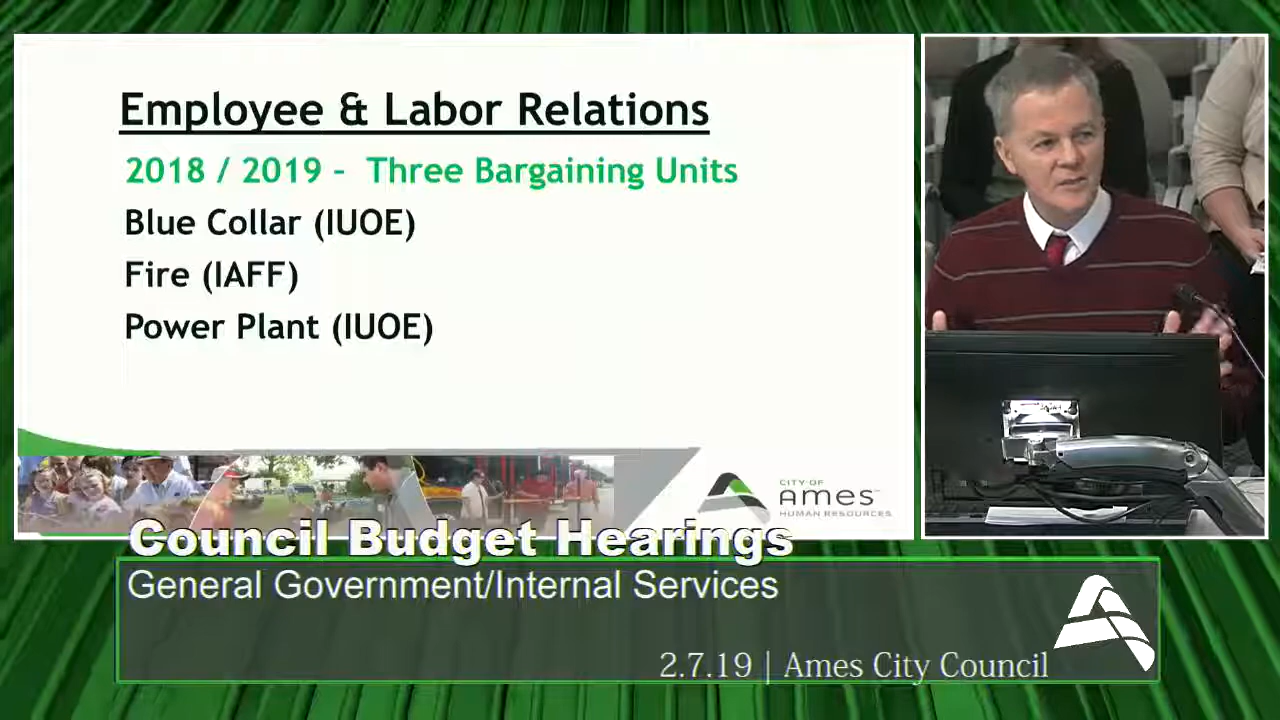 Employee & Labor Relations
2018 / 2019 - Three Bargaining Units
Blue Collar (IUOE)
Fire (IAFF)
Power Plant (IUOE)
CITY OF
Ames™
HUMAN RESOURCES
Council Budget Hearings
General Government/Internal Services
2.7.19 | Ames City Council